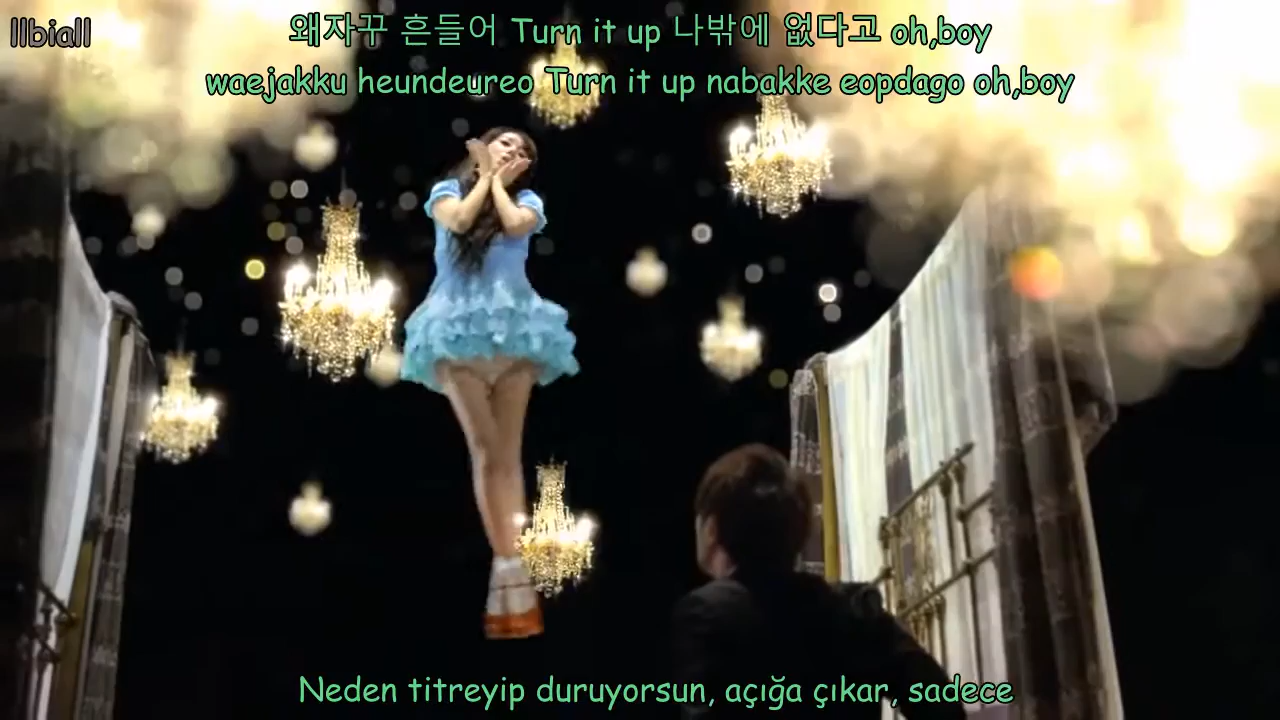 llbiall
왜자꾸 흔들어 Turn it up 나밖에 없다고 oh,boy
waejakku heundeureo Turn it up nabakke eopdago oh,boy
Neden titreyip duruyorsun, açığa çıkar, sadece